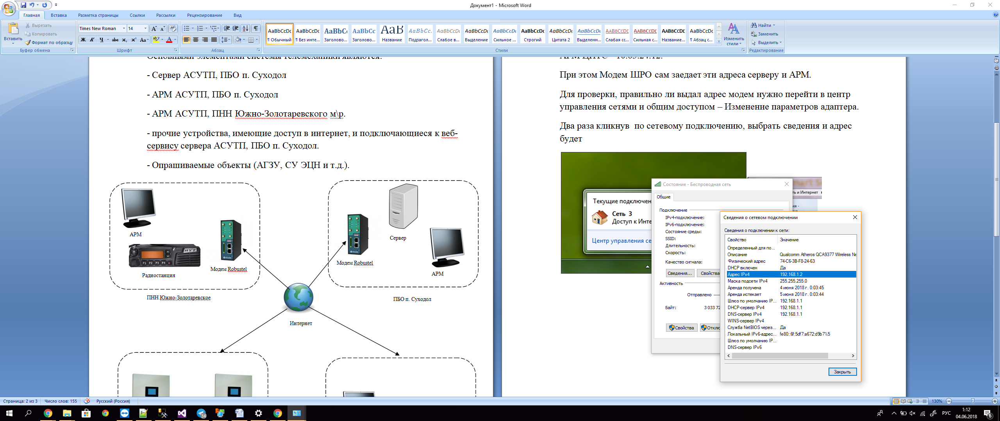 Документ1 - Microsoft Word
Главная
Вставка
Разметка страницы
Ссылки
Рассылки
Рецензирование
Вид
Вставить
Вырезать
Копировать
Формат по образцу
Буфер обмена
Times New Roman
14
Шрифт
Абзац
AaBbCcDc AaBbCcDc AaBbCc AaBbCc AaB AaBbCc. AaBbCcDc AaBbCcDc AaBbCcDc AaBbCcDc AaBbCcDc AaBbCcDc AABBCCDE AABBCCDE AABBCCDE AaBbCcDc
¶ Обычный
¶ Без инте...
Заголово...
Заголово...
Название
Подзагол...
Слабое в...
Выделение
Сильное ...
Строгий
Цитата 2
Выделенн...
Слабая сс...
Сильная с...
Название...
¶ Абзац с...
Стили
Изменить стили
Найти
Заменить
Выделить
Редактирование
Основными элементами системы телемеханики являются:
- Сервер АСУТП, ПБО п. Суходол
- АРМ АСУТП, ПБО п. Суходол
- АРМ АСУТП, ПНН Южно-Золотаревского м\р.
- прочие устройства, имеющие доступ в интернет, и подключающиеся к веб-
сервису сервера АСУТП, ПБО п. Суходол.
- Опрашиваемые объекты (АГЗУ, СУ ЭЦН и т.д.).
АРМ
HYT
P1 P2 P3 P4
Радиостанция
Модем Robustel
ПНН Южно-Золотаревское
Модем Robustel
Сервер
АРМ
ПБО п. Суходол
Интернет
При этом Модем ШРО сам заедает эти адреса серверу и АРМ.
Для проверки, правильно ли выдал адрес модем нужно перейти в центр
управления сетями и общим доступом – Изменение параметров адаптера.
Два раза кликнув  по сетевому подключению, выбрать сведения и адрес
будет
Текущие подключен
Сеть 3
Доступ к Инте
Центр управления се
ть и Интернет
Состояние - Беспроводная сеть
Общие
Подключение
IPv4-подключение:
IPv6-подключение:
Состояние среды:
SSID:
Длительность:
Скорость:
Качество сигнала:
Сведения...
Свойства
Активность
Отправлено
Байт: 3 033 72
Свойства
Отклю
Сведения о сетевом подключении
Сведения о подключении к сети:
Свойство Значение
Определенный для по...
Описание Qualcomm Atheros QCA9377 Wireless Ne
Физический адрес 74-C6-3B-F8-24-63
DHCP включен Да
Адрес IPv4 192.168.1.2
Маска подсети IPv4 255.255.255.0
Аренда получена 4 июня 2018 г. 0:03:45
Аренда истекает 5 июня 2018 г. 0:03:44
Шлюз по умолчанию IP... 192.168.1.1
DHCP-сервер IPv4 192.168.1.1
DNS-сервер IPv4 192.168.1.1
WINS-сервер IPv4
Служба NetBIOS через... Да
Локальный IPv6-адрес... fe80::6f:5df7:a672:d9b7%5
Шлюз по умолчанию IP...
DNS-сервер IPv6
Закрыть
Страница: 2 из 3
Число слов: 155
Русский (Россия)
130%
34
РУС
1:12
04.06.2018
6